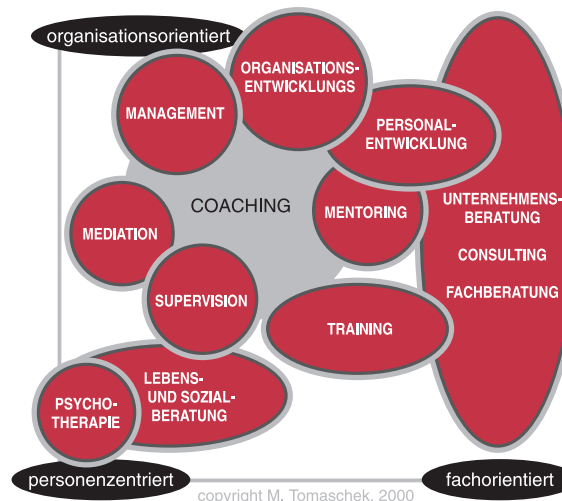 organisationsorientiert
ORGANISATIONS-
ENTWICKLUNGS
MANAGEMENT
PERSONAL-
ENTWICKLUNG
COACHING
MENTORING
UNTERNEHMENS-
BERATUNG
CONSULTING
FACHBERATUNG
MEDIATION
SUPERVISION
TRAINING
LEBENS-
UND SOZIAL-
BERATUNG
PSYCHO-
THERAPIE
personenzentriert
fachorientiert
copyright M. Tomaschek, 2000